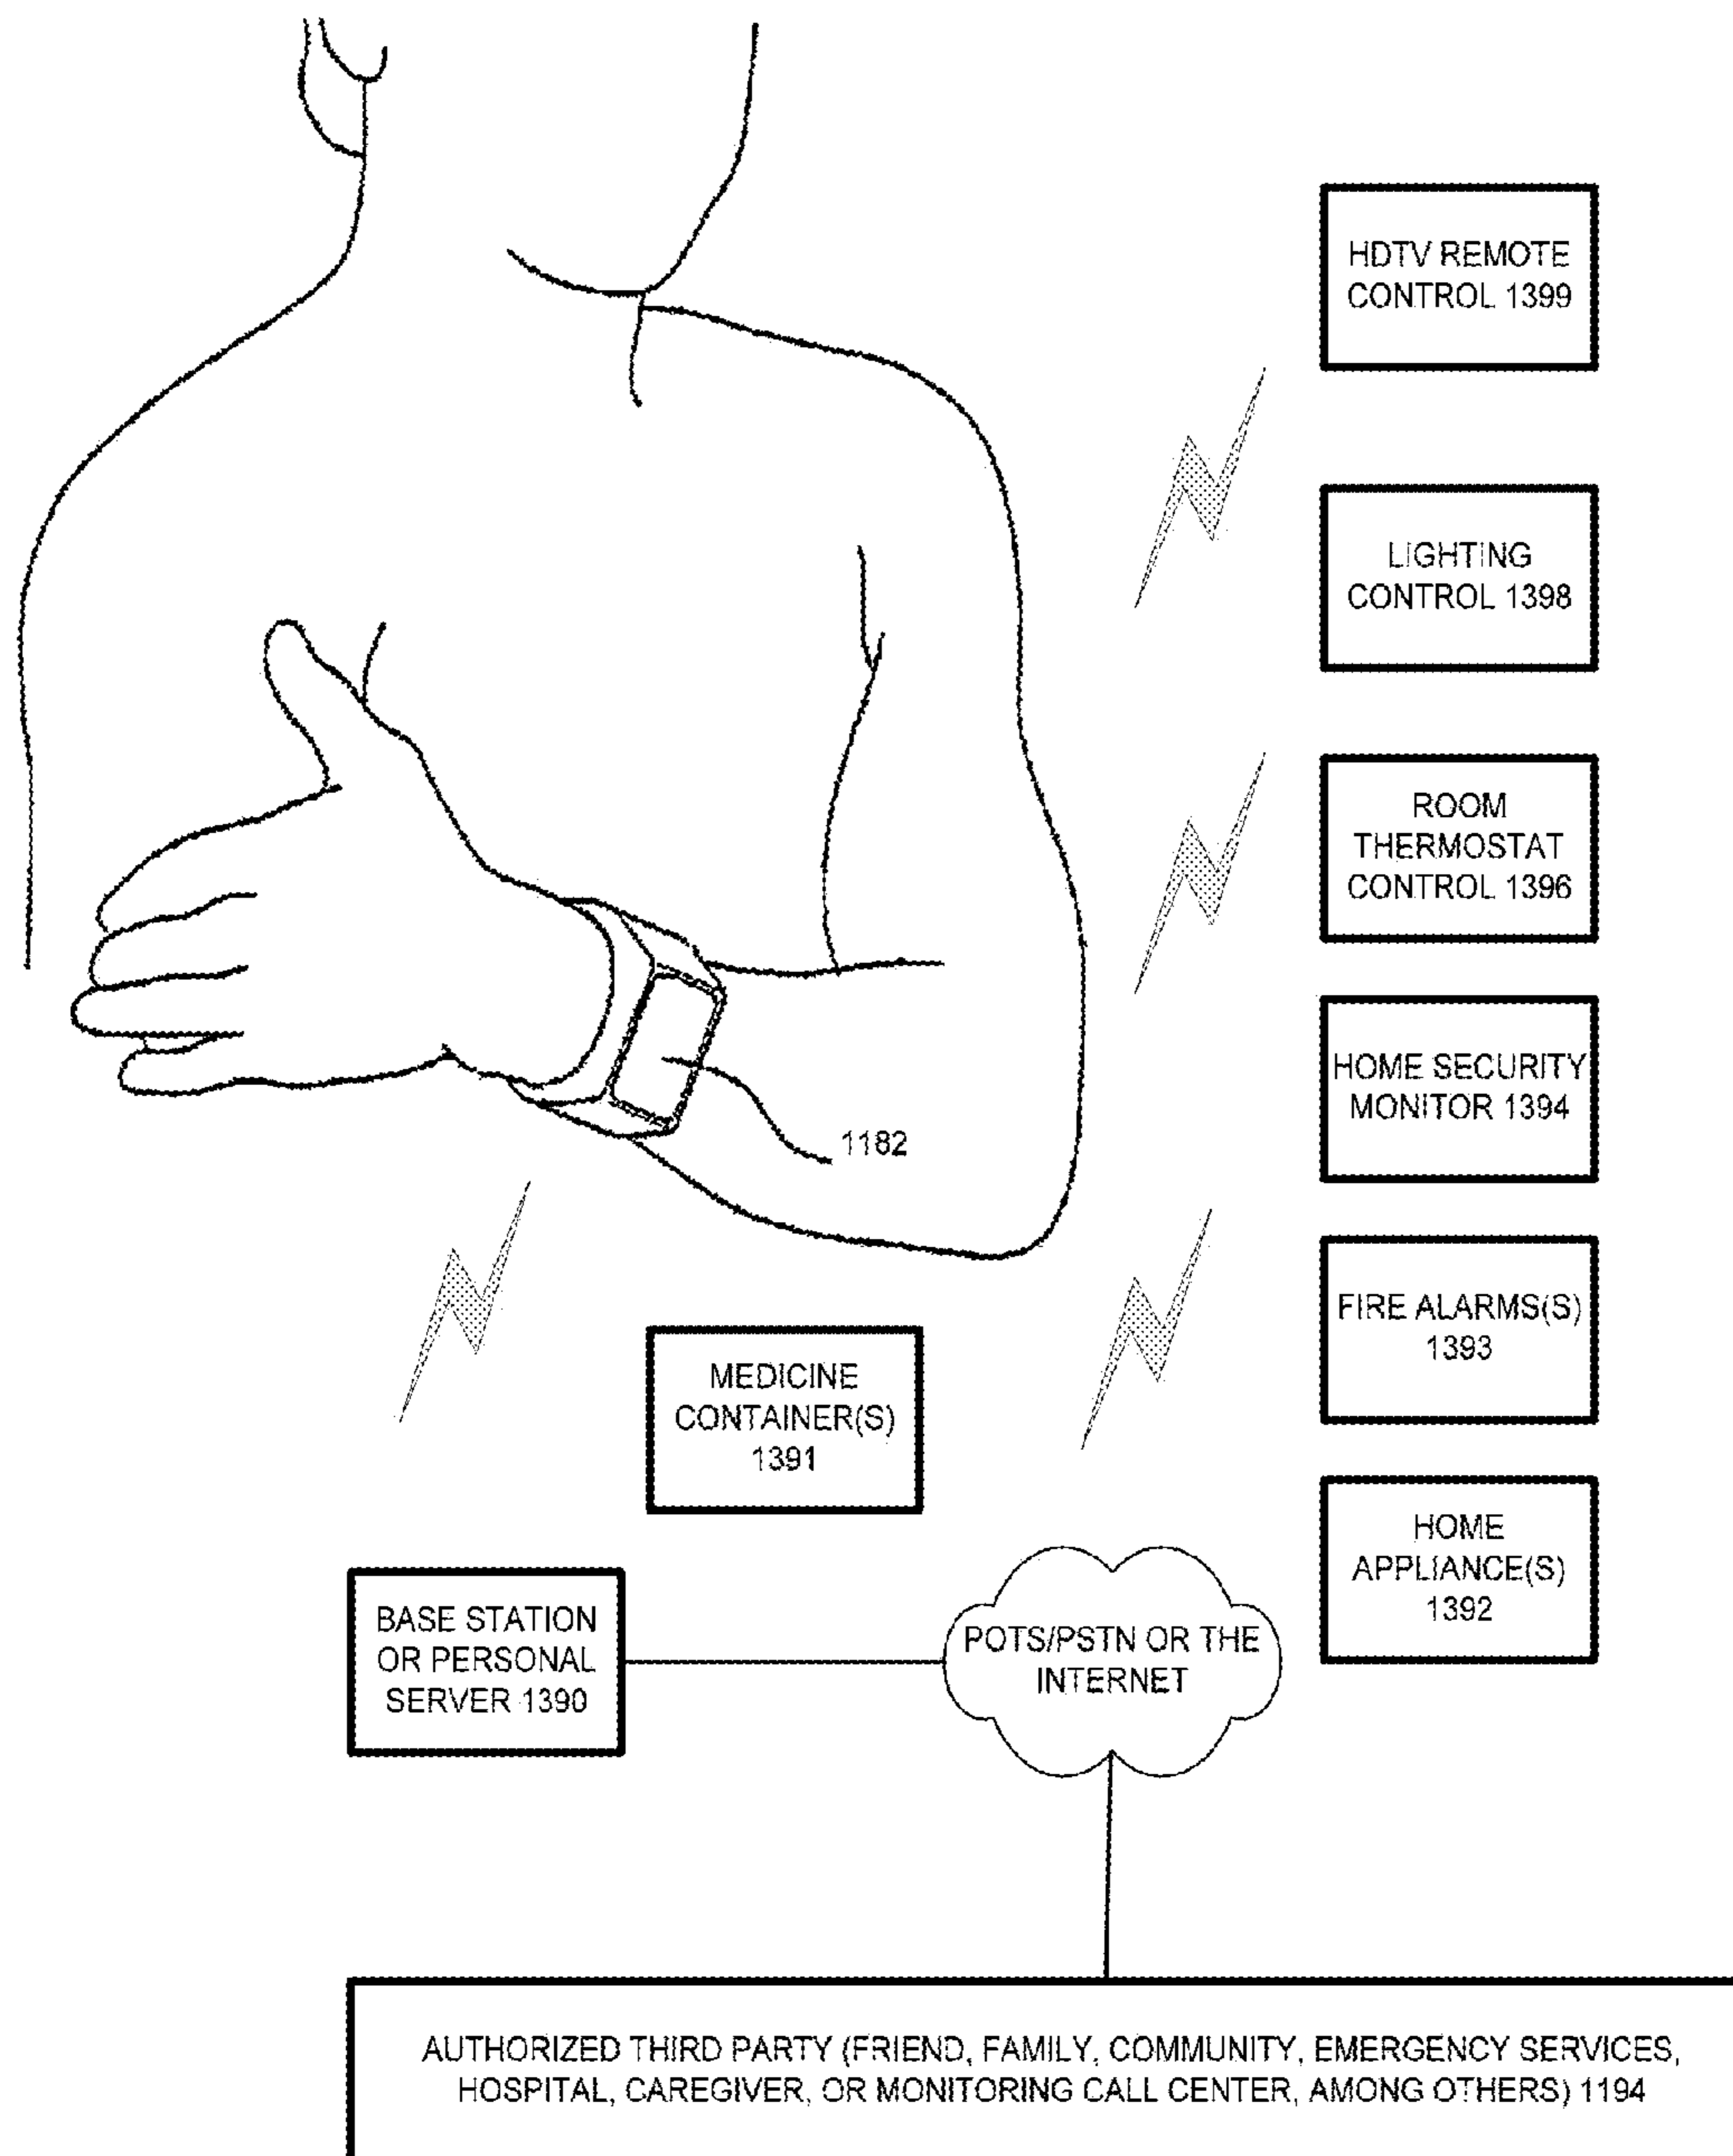 HDTV REMOTE
CONTROL 1399
LIGHTING
CONTROL 1398
ROOM
THERMOSTAT
CONTROL 1396
HOME SECURITY
MONITOR 1394
1182
FIRE ALARMS(S)
1393
MEDICINE
CONTAINER(S)
1391
HOME
APPLIANCE(S)
1392
BASE STATION
OR PERSONAL
SERVER 1390
POTS/PSTN OR THE
INTERNET
AUTHORIZED THIRD PARTY (FRIEND, FAMILY, COMMUNITY, EMERGENCY SERVICES,
HOSPITAL, CAREGIVER, OR MONITORING CALL CENTER, AMONG OTHERS) 1194